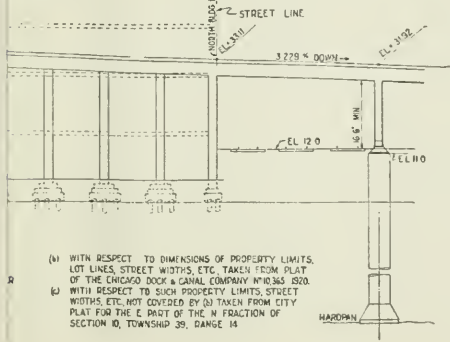 STREET LINE
NORTH BLDG
EL+33.11
3.229 % DOWN
EL+31.92
16'6" MIN.
EL 12.0
EL 11.0
(b) WITH RESPECT TO DIMENSIONS OF PROPERTY LIMITS,
LOT LINES, STREET WIDTHS, ETC, TAKEN FROM PLAT
OF THE CHICAGO DOCK & CANAL COMPANY Nº 10,365 1920.
(c) WITH RESPECT TO SUCH PROPERTY LIMITS, STREET
WIDTHS, ETC, NOT COVERED BY (b) TAKEN FROM CITY
PLAT FOR THE E PART OF THE N FRACTION OF
SECTION 10, TOWNSHIP 39, RANGE 14
HARDPAN